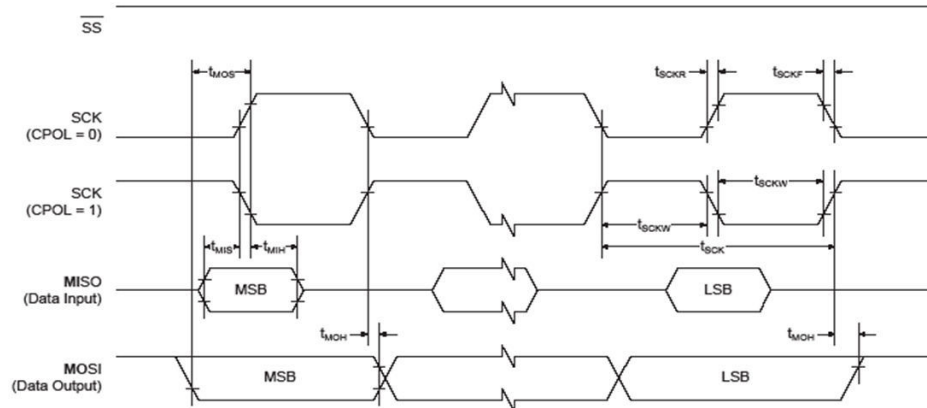 SS
tMOS
tSCKR
tSCKF
SCK
(CPOL = 0)
SCK
(CPOL = 1)
tSCKW
tSCKW
tSCK
tMIS
tMIH
MISO
(Data Input)
MSB
LSB
tMOH
tMOH
MOSI
(Data Output)
MSB
LSB